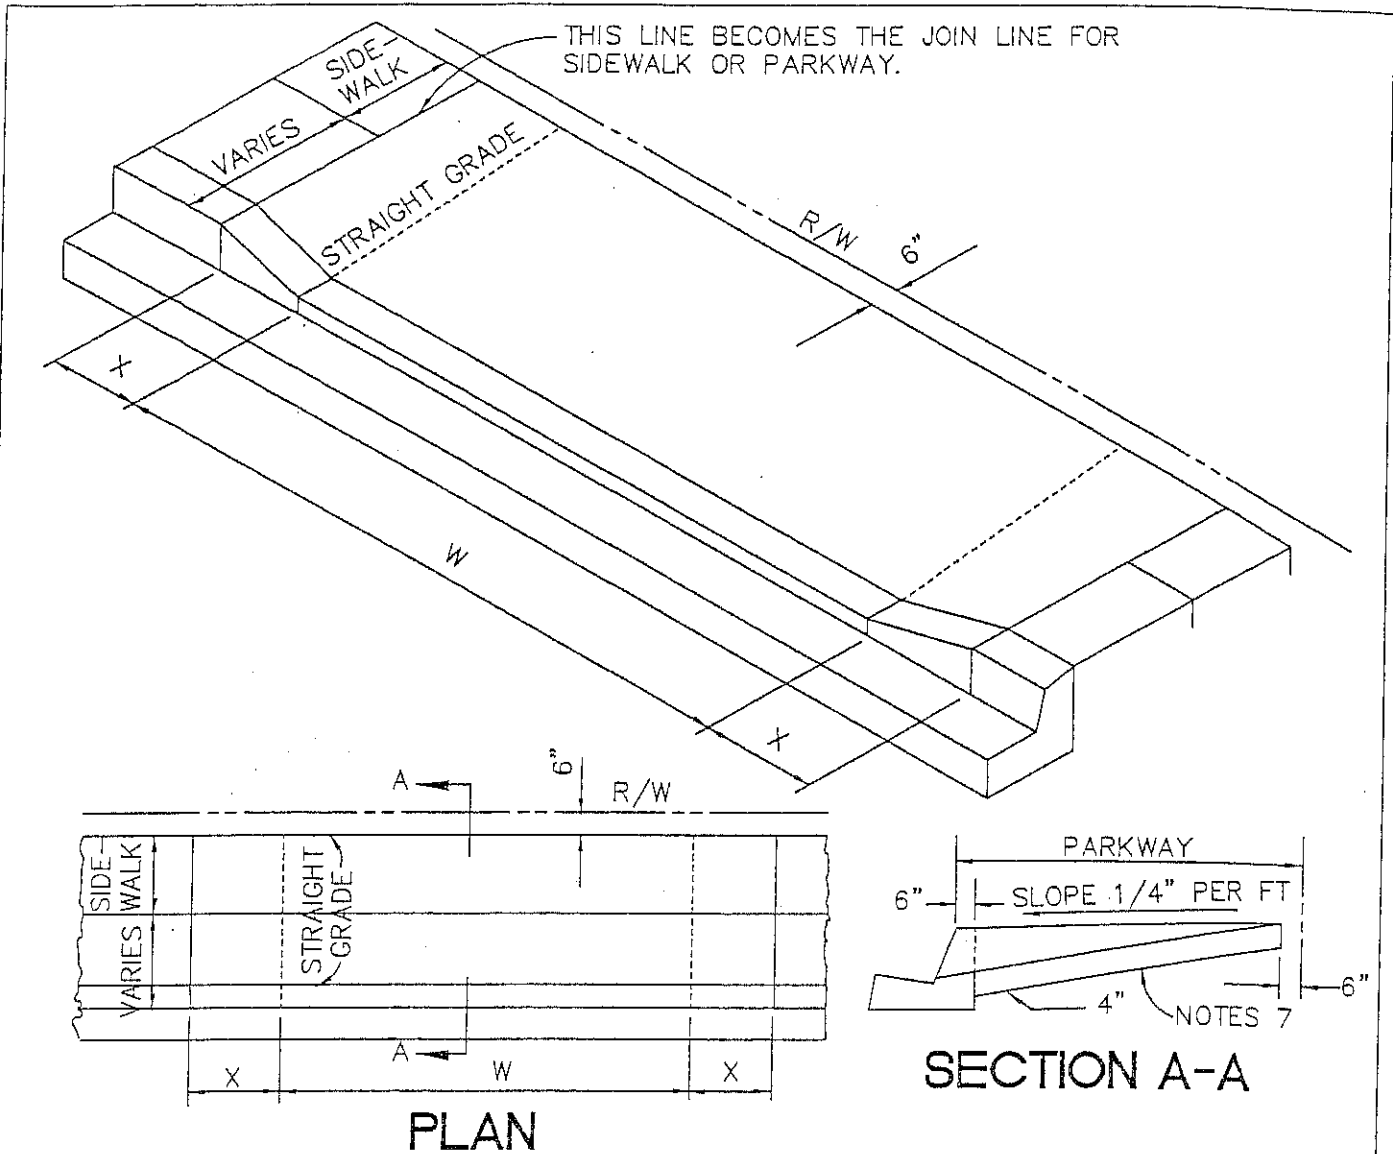 THIS LINE BECOMES THE JOIN LINE FOR
SIDEWALK OR PARKWAY.
SIDE-
WALK
VARIES
STRAIGHT GRADE
R/W
6"
X
W
X
A
6"
R/W
SIDE-
WALK
VARIES
STRAIGHT
GRADE
A
X
W
X
PLAN
PARKWAY
6"
SLOPE 1/4" PER FT
4"
6"
NOTES 7
SECTION A-A